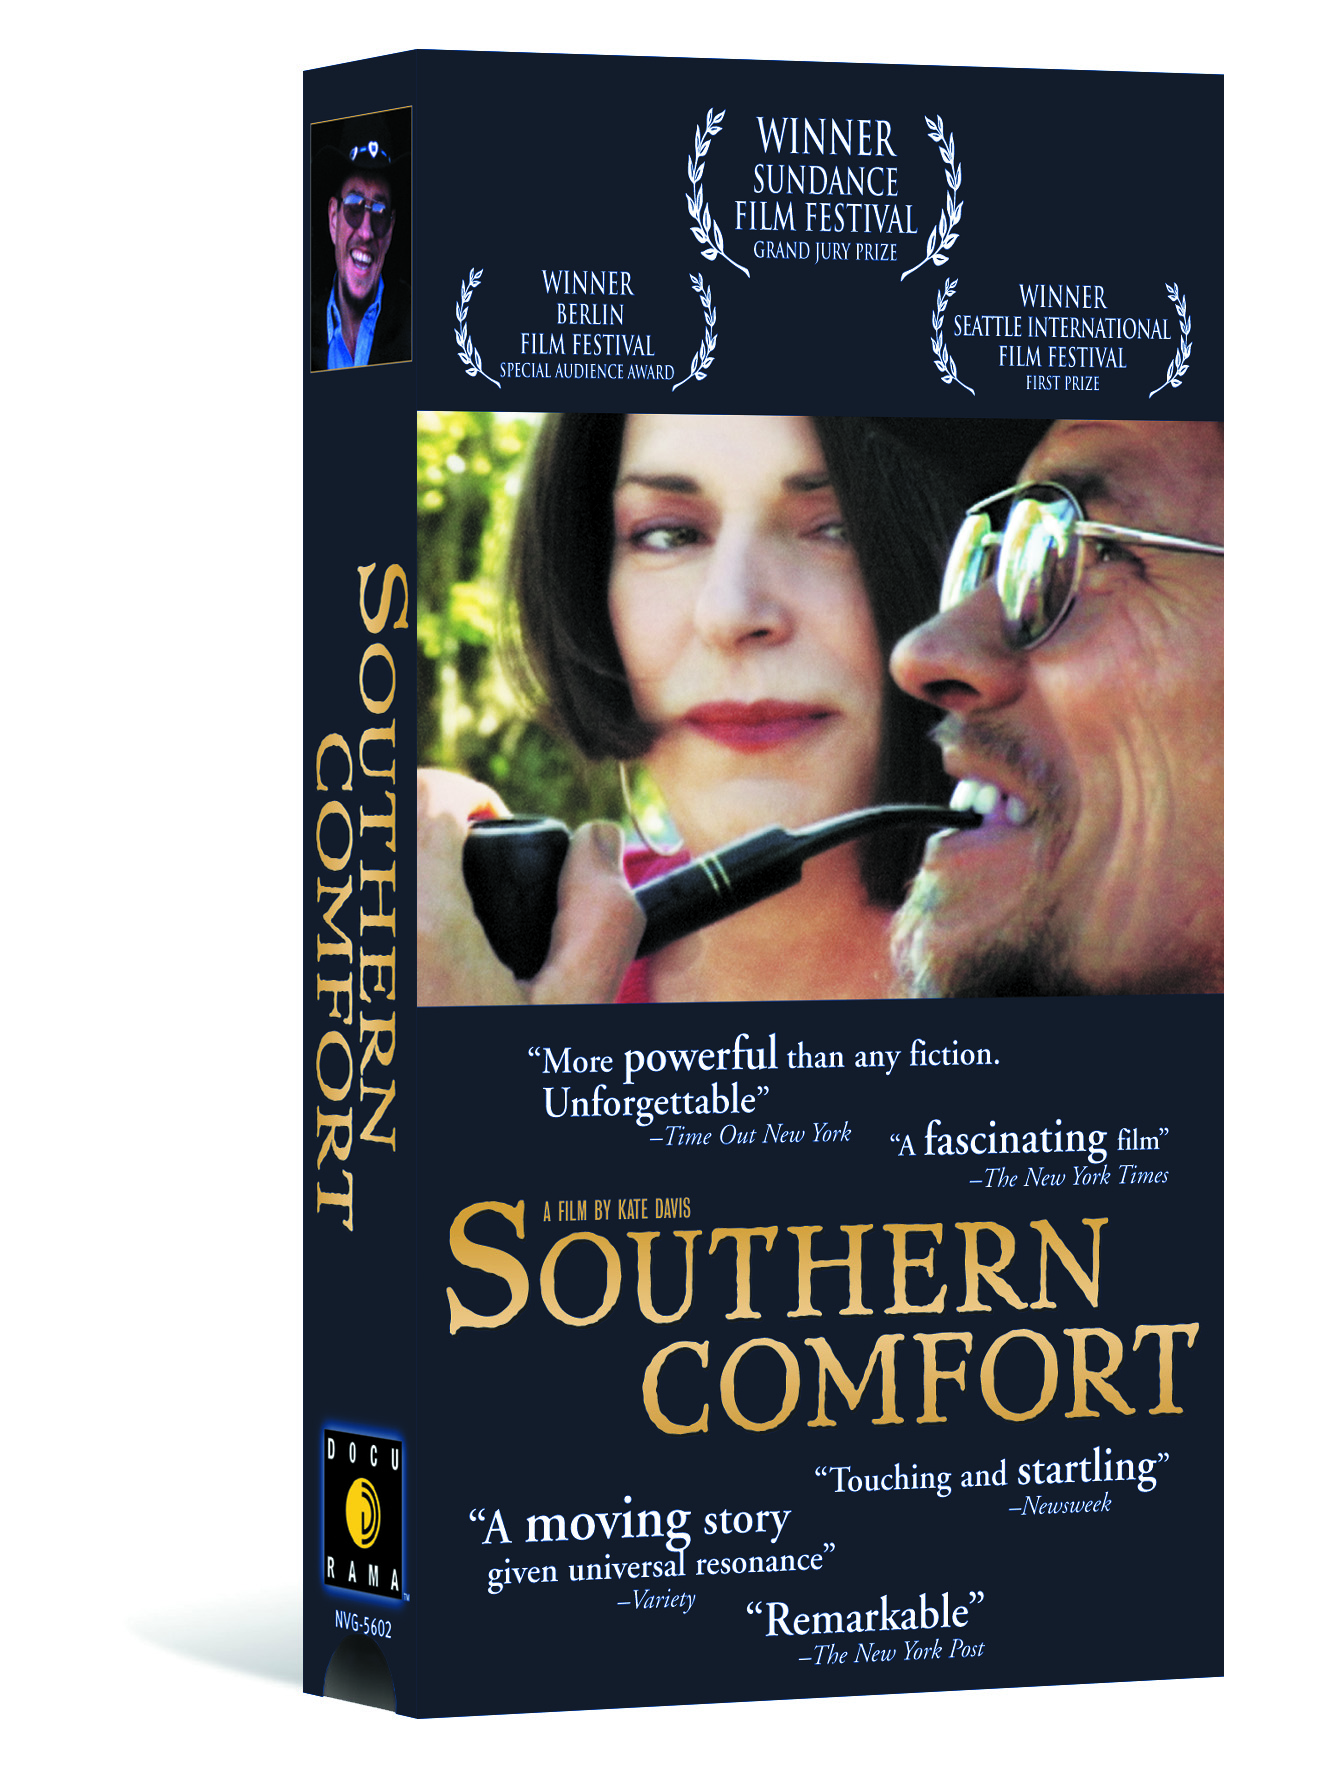 WINNER
SUNDANCE
FILM FESTIVAL
GRAND JURY PRIZE
WINNER
BERLIN
FILM FESTIVAL
SPECIAL AUDIENCE AWARD
WINNER
SEATTLE INTERNATIONAL
FILM FESTIVAL
FIRST PRIZE
“More powerful than any fiction.
Unforgettable”
–Time Out New York
“A fascinating film”
–The New York Times
A FILM BY KATE DAVIS
SOUTHERN
COMFORT
“Touching and startling”
–Newsweek
“A moving story
given universal resonance”
–Variety
“Remarkable”
–The New York Post
SOUTHERN
COMFORT
DOCU
RAMA™
NVG-5602